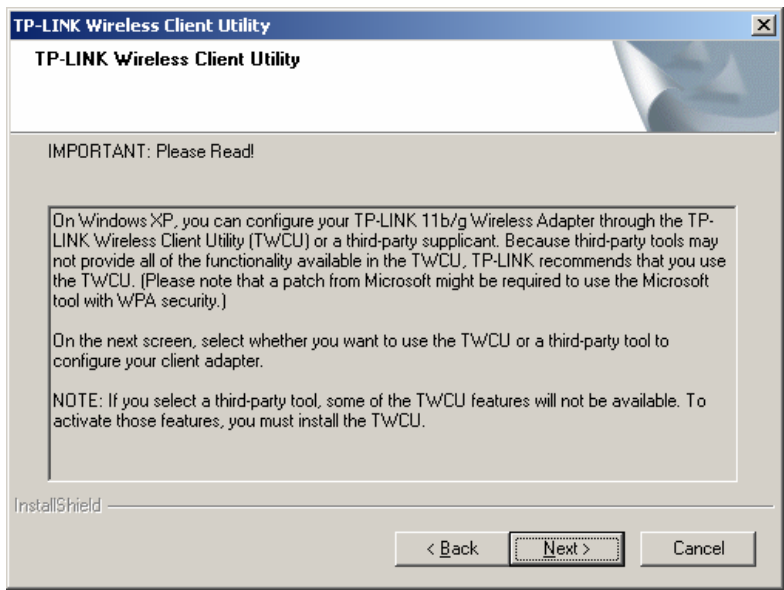 TP-LINK Wireless Client Utility
TP-LINK Wireless Client Utility
IMPORTANT: Please Read!
On Windows XP, you can configure your TP-LINK 11b/g Wireless Adapter through the TP-
LINK Wireless Client Utility (TWCU) or a third-party supplicant. Because third-party tools may
not provide all of the functionality available in the TWCU, TP-LINK recommends that you use
the TWCU. (Please note that a patch from Microsoft might be required to use the Microsoft
tool with WPA security.)
On the next screen, select whether you want to use the TWCU or a third-party tool to
configure your client adapter.
NOTE: If you select a third-party tool, some of the TWCU features will not be available. To
activate those features, you must install the TWCU.
InstallShield
< Back Next > Cancel